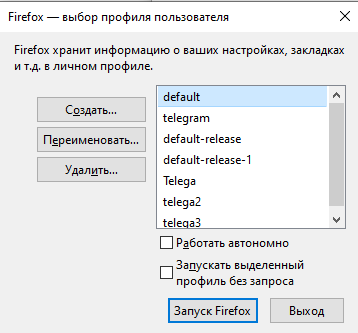 Firefox — выбор профиля пользователя
Firefox хранит информацию о ваших настройках, закладках
и т.д. в личном профиле.
Создать...
Переименовать...
Удалить...
default
telegram
default-release
default-release-1
Telega
telega2
telega3
Работать автономно
Запускать выделенный
профиль без запроса
Запуск Firefox
Выход